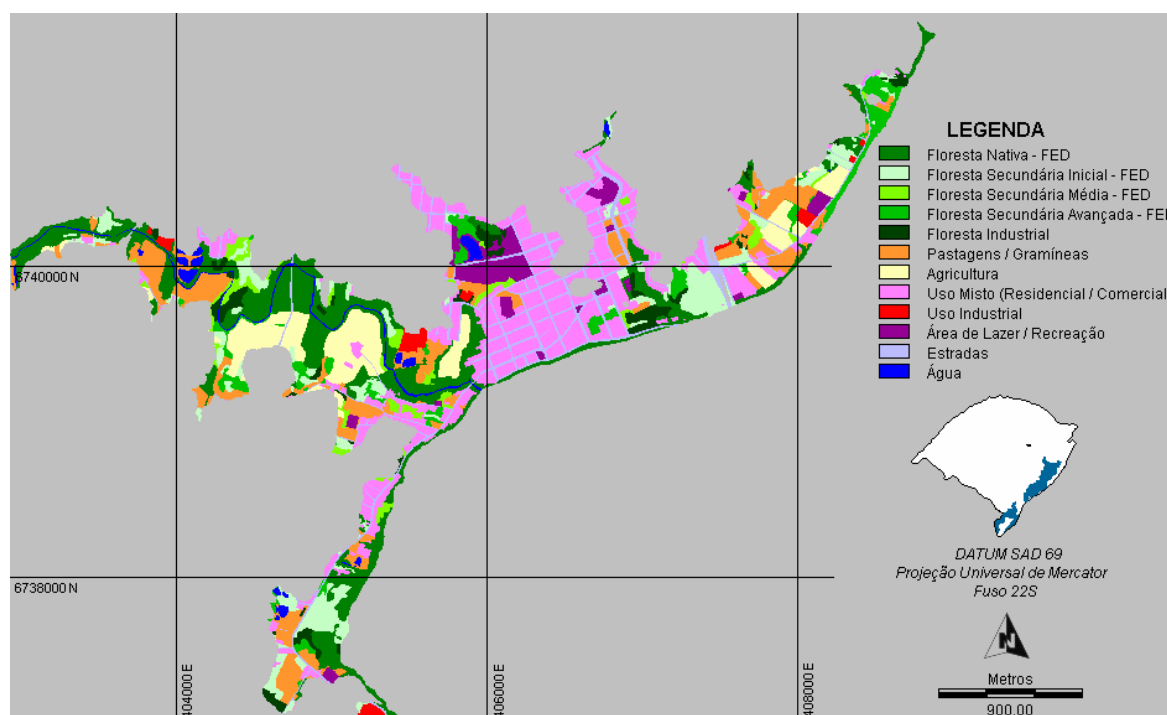 LEGENDA
Floresta Nativa - FED
Floresta Secundária Inicial - FED
Floresta Secundária Média - FED
Floresta Secundária Avançada - FED
Floresta Industrial
Pastagens / Gramíneas
Agricultura
Uso Misto (Residencial / Comercial
Uso Industrial
Área de Lazer / Recreação
Estradas
Água
6740000 N
6738000 N
404000 E
406000 E
408000 E
DATUM SAD 69
Projeção Universal de Mercator
Fuso 22S
N
Metros
900.00